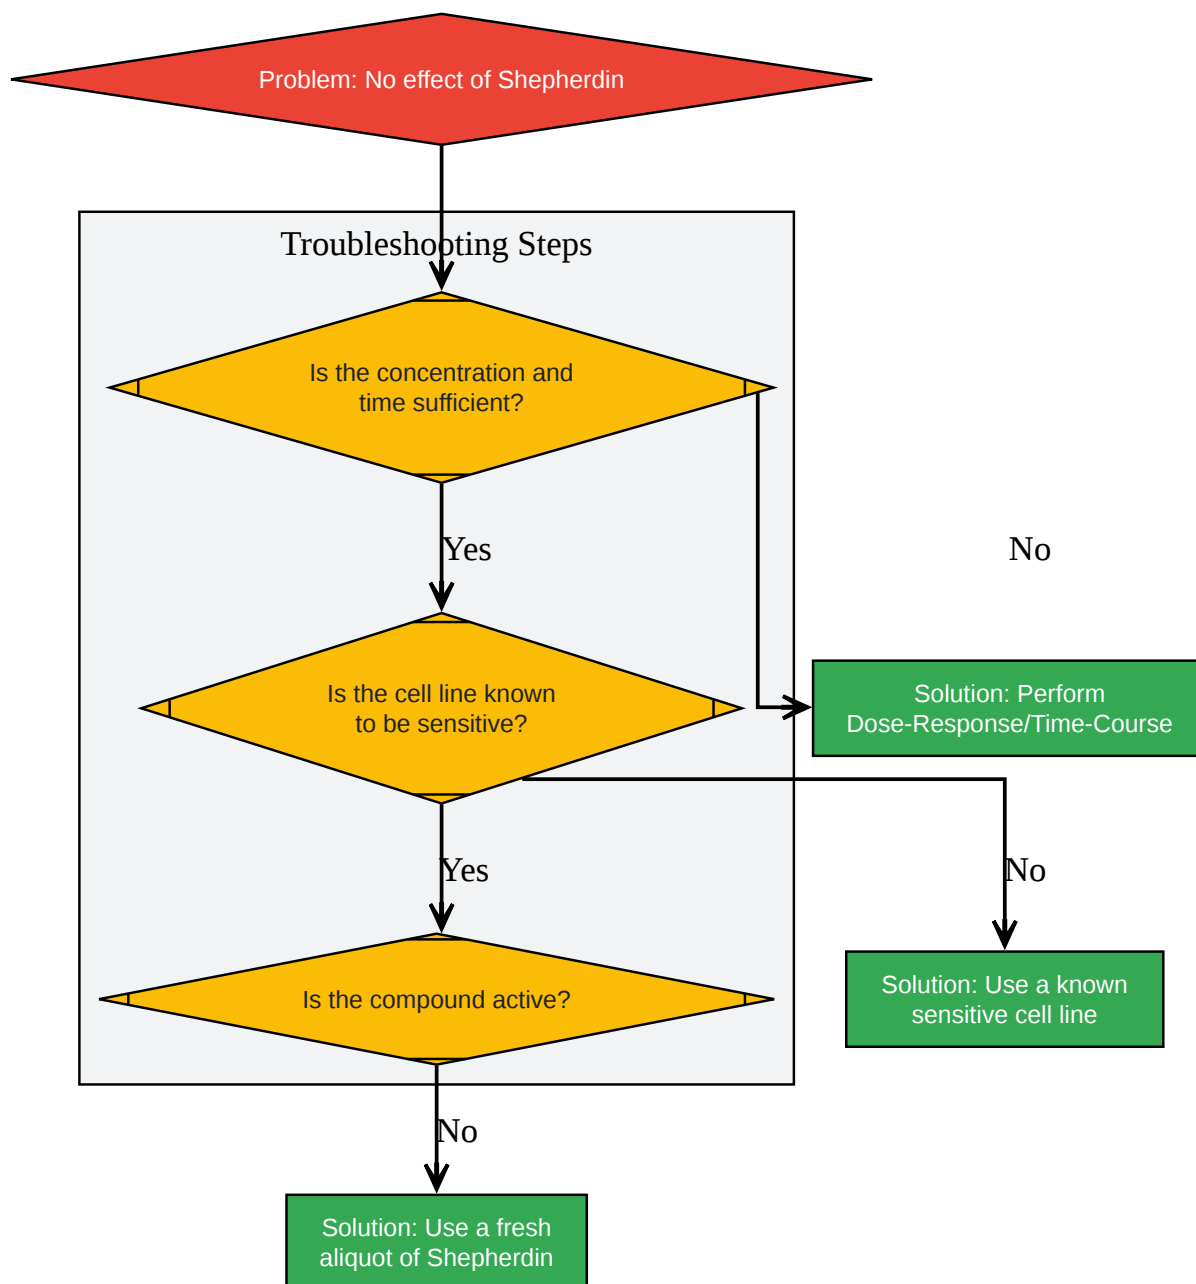 Problem: No effect of Shepherdin
Troubleshooting Steps
Is the concentration and
time sufficient?
Yes
No
Is the cell line known
to be sensitive?
Solution: Perform
Dose-Response/Time-Course
Yes
No
Is the compound active?
Solution: Use a known
sensitive cell line
No
Solution: Use a fresh
aliquot of Shepherdin